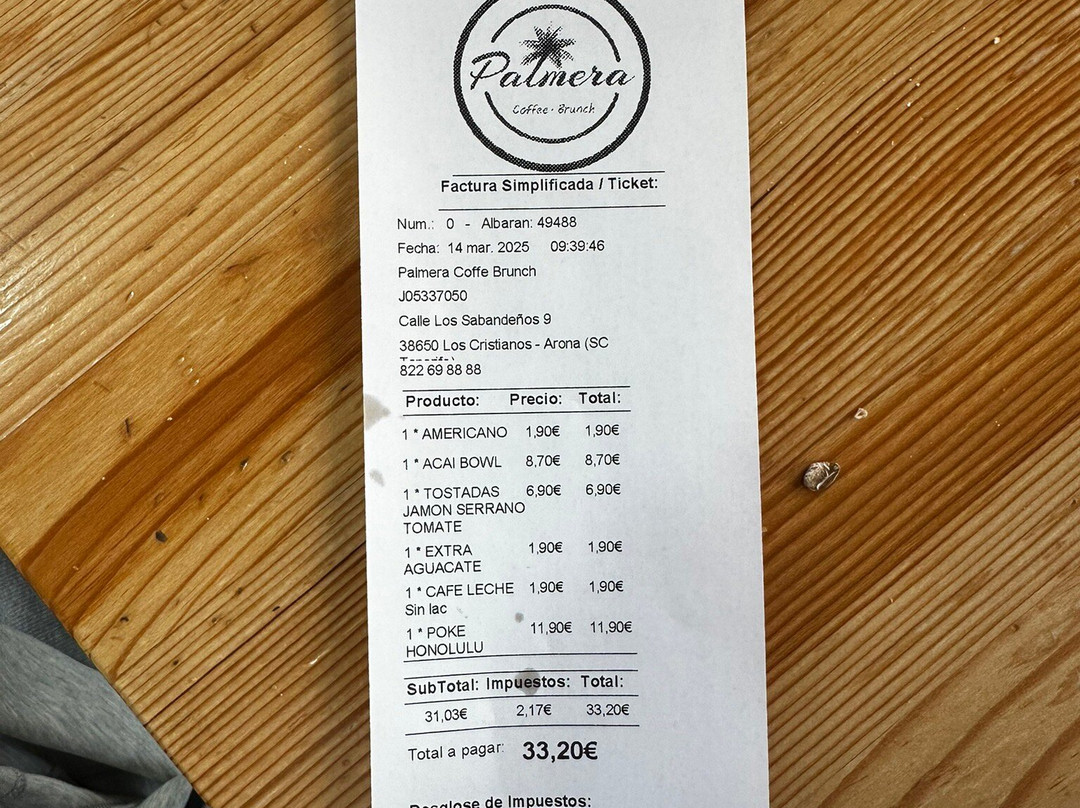 Palmera
Coffee · Brunch
Factura Simplificada / Ticket:
Num.: 0 - Albaran: 49488
Fecha: 14 mar. 2025 09:39:46
Palmera Coffe Brunch
J05337050
Calle Los Sabandeños 9
38650 Los Cristianos - Arona (SC
822 69 88 88
Producto: Precio: Total:
1 * AMERICANO 1,90€ 1,90€
1 * ACAI BOWL 8,70€ 8,70€
1 * TOSTADAS 6,90€ 6,90€
JAMON SERRANO
TOMATE
1 * EXTRA 1,90€ 1,90€
AGUACATE
1 * CAFE LECHE 1,90€ 1,90€
Sin lac
1 * POKE 11,90€ 11,90€
HONOLULU
SubTotal: Impuestos: Total:
31,03€ 2,17€ 33,20€
Total a pagar: 33,20€
Desglose de Impuestos: